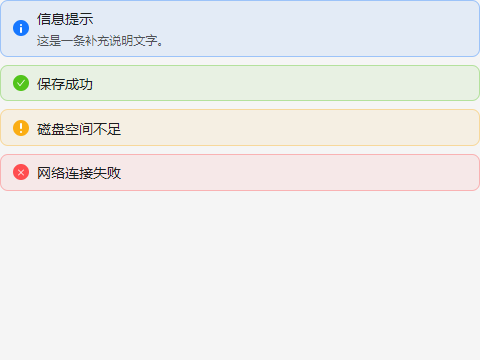 信息提示
这是一条补充说明文字。
保存成功
磁盘空间不足
网络连接失败